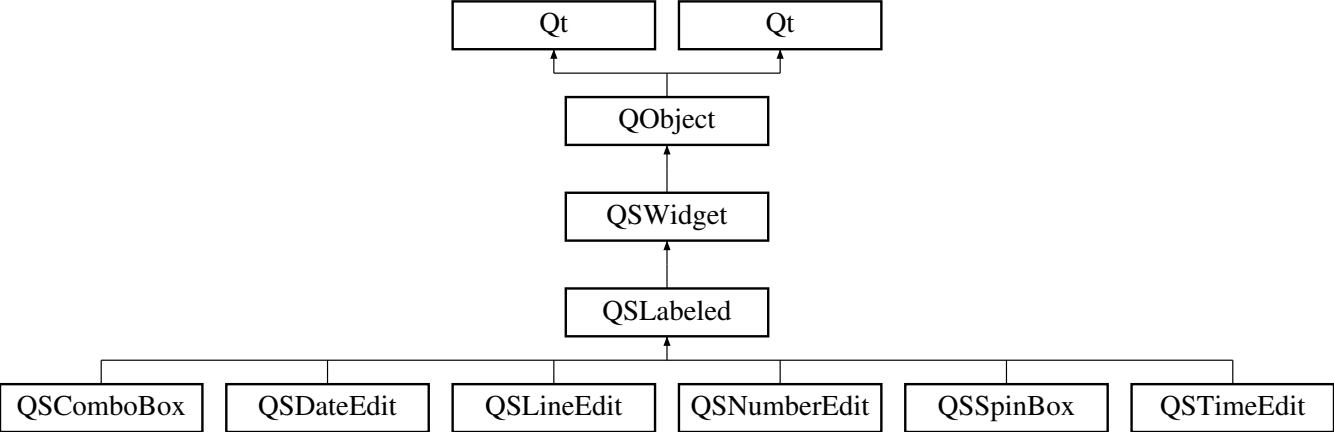 Qt
Qt
QObject
QSWidget
QSLabeled
QSComboBox
QSDateEdit
QSLineEdit
QSNumberEdit
QSSpinBox
QSTimeEdit